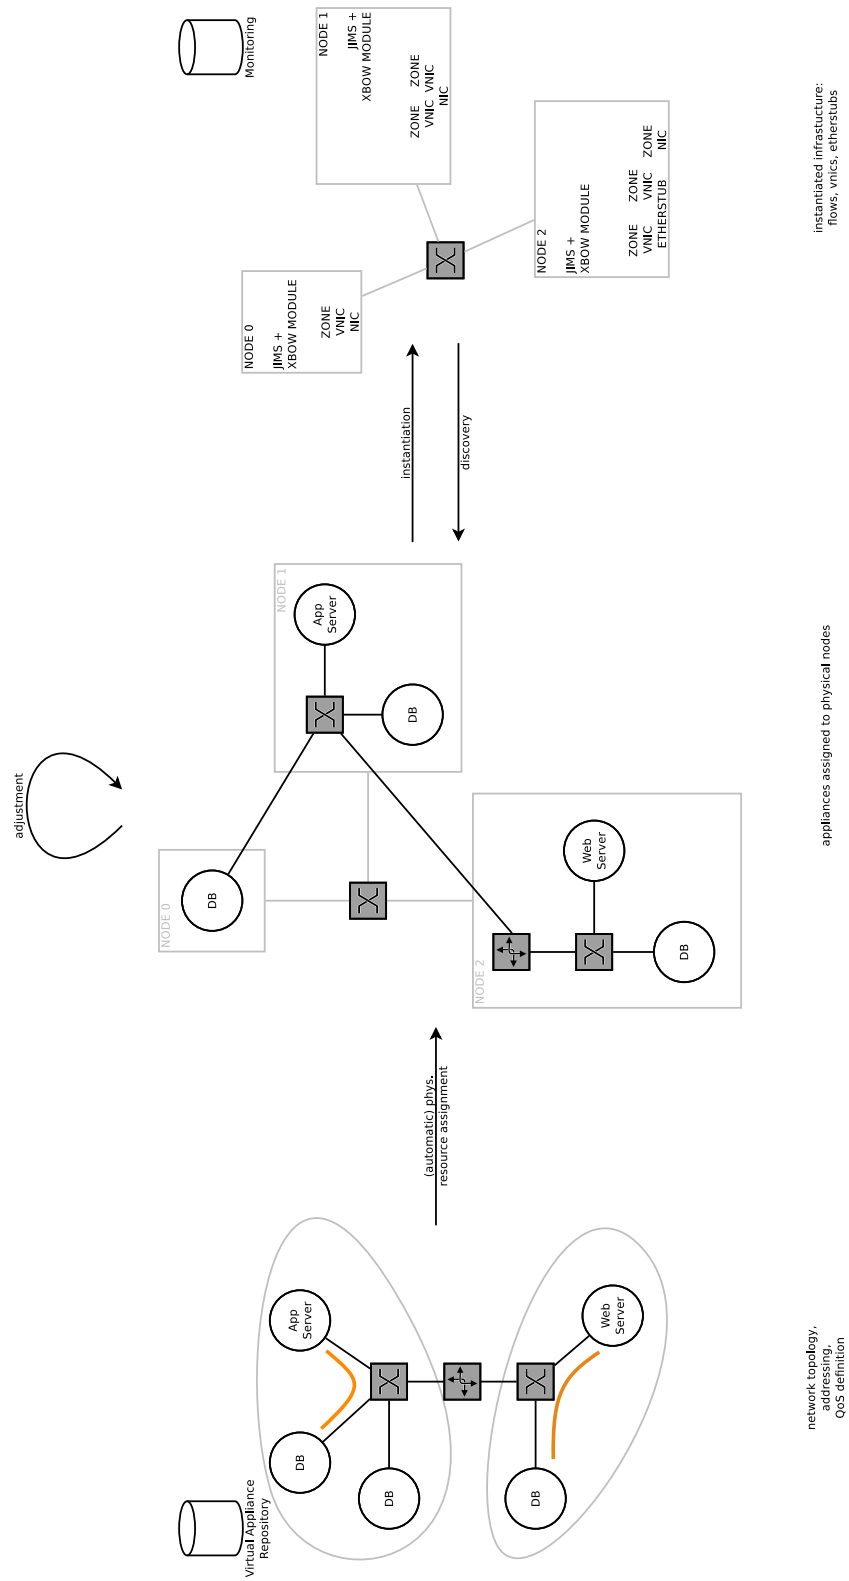 Virtual Appliance
Repository
DB
App
Server
DB
DB
Web
Server
network topology,
addressing,
QoS definition
(automatic) phys.
resource assignment
adjustment
NODE 0
DB
NODE 1
App
Server
DB
NODE 2
Web
Server
DB
appliances assigned to physical nodes
instantiation
discovery
NODE 0
JIMS +
XBOW MODULE
ZONE
VNIC
NIC
NODE 1
JIMS +
XBOW MODULE
ZONE ZONE
VNIC VNIC
NIC
NODE 2
JIMS +
XBOW MODULE
ZONE ZONE ZONE
VNIC VNIC NIC
ETHERSTUB
Monitoring
instantiated infrastucture:
flows, vnics, etherstubs